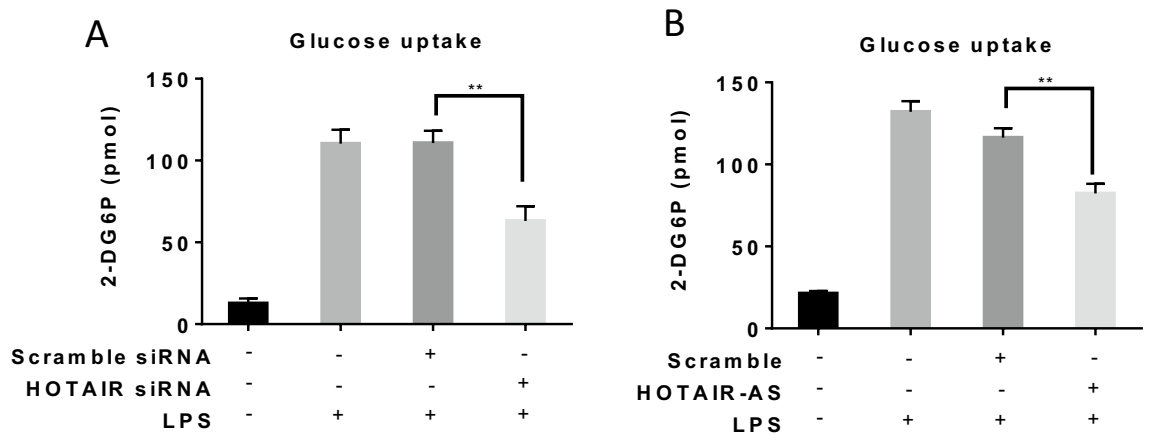 A
Glucose uptake
2-DG6P (pmol)
150
100
50
0
**
Scramble siRNA - - + -
HOTAIR siRNA - - - +
LPS - + + +
B
Glucose uptake
2-DG6P (pmol)
150
100
50
0
**
Scramble - - + -
HOTAIR-AS - - - +
LPS - + + +